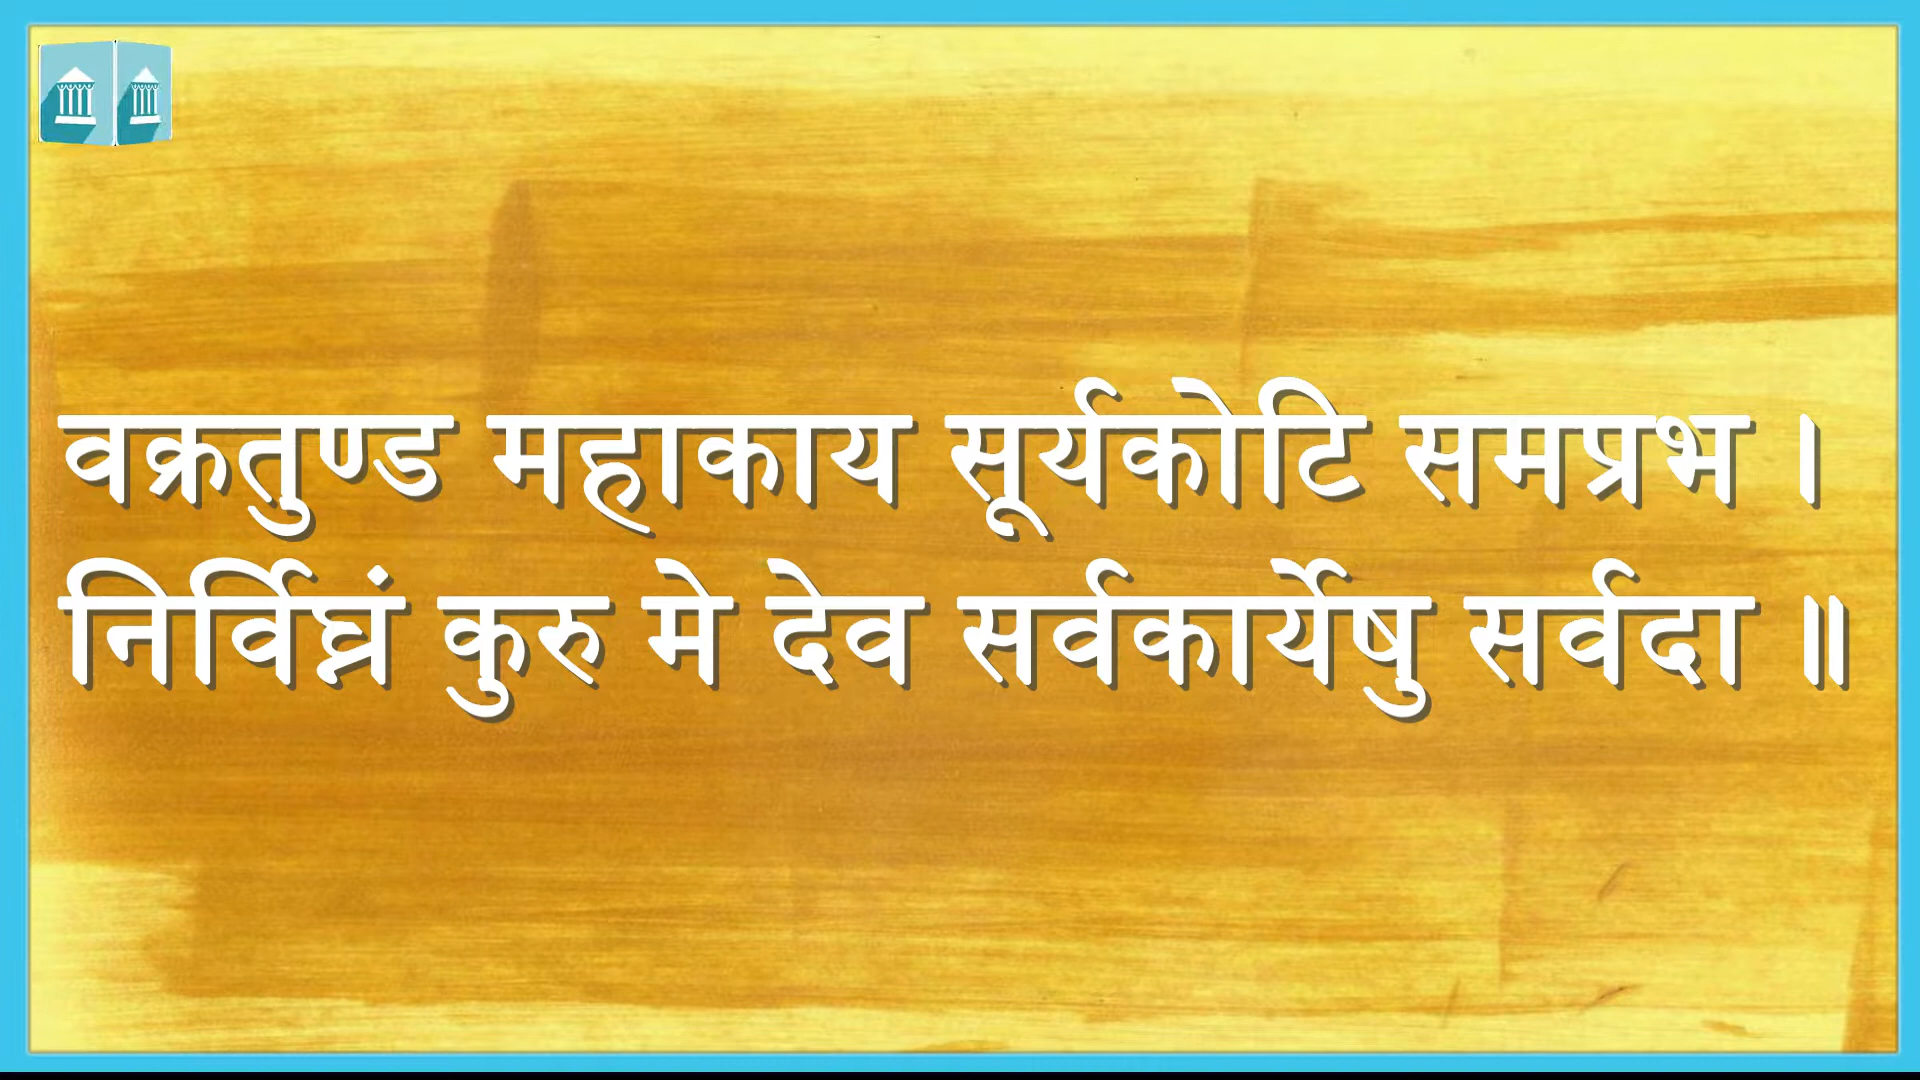 वक्रतुण्ड महाकाय सूर्यकोटि समप्रभ ।
निर्विघ्नं कुरु मे देव सर्वकार्येषु सर्वदा ॥